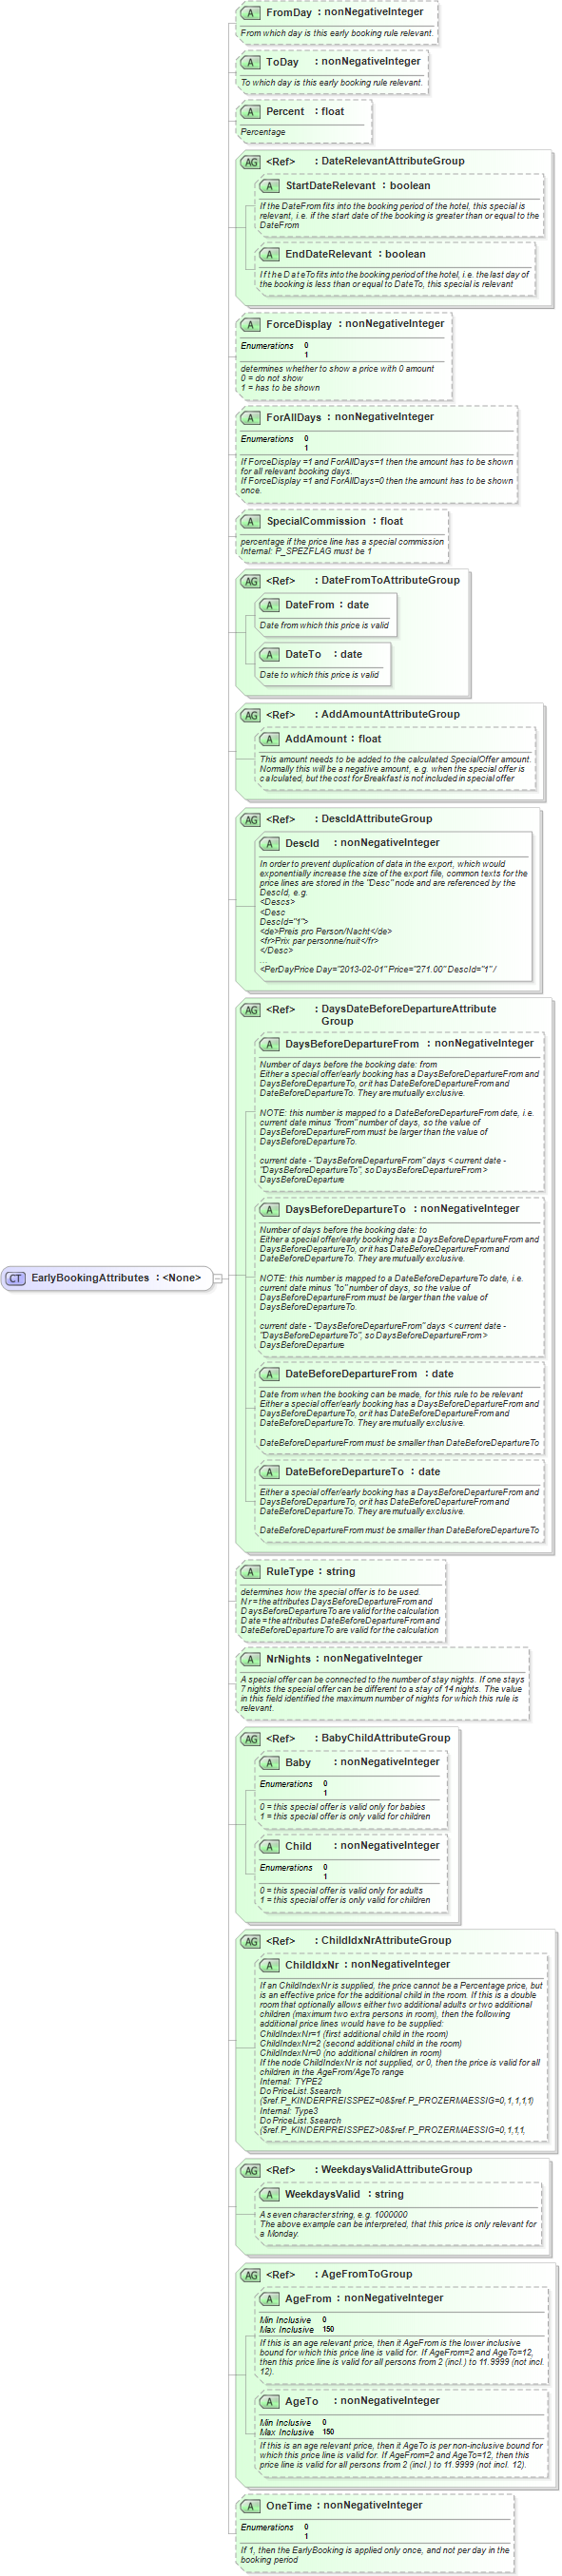 A FromDay : nonNegativeInteger
From which day is this early booking rule relevant.
A ToDay : nonNegativeInteger
To which day is this early booking rule relevant.
A Percent : float
Percentage
AG <Ref> : DateRelevantAttributeGroup
A StartDateRelevant : boolean
If the DateFrom fits into the booking period of the hotel, this special is
relevant, i.e. if the start date of the booking is greater than or equal to the
DateFrom
A EndDateRelevant : boolean
If the DateTo fits into the booking period of the hotel, i.e. the last day of
the booking is less than or equal to DateTo, this special is relevant
A ForceDisplay : nonNegativeInteger
Enumerations 0
1
determines whether to show a price with 0 amount
0 = do not show
1 = has to be shown
A ForAllDays : nonNegativeInteger
Enumerations 0
1
If ForceDisplay =1 and ForAllDays=1 then the amount has to be shown
for all relevant booking days.
If ForceDisplay =1 and ForAllDays=0 then the amount has to be shown
once.
A SpecialCommission : float
percentage if the price line has a special commission
Internal: P_SPEZFLAG must be 1
AG <Ref> : DateFromToAttributeGroup
A DateFrom : date
Date from which this price is valid
A DateTo : date
Date to which this price is valid
AG <Ref> : AddAmountAttributeGroup
A AddAmount : float
This amount needs to be added to the calculated SpecialOffer amount.
Normally this will be a negative amount, e.g. when the special offer is
calculated, but the cost for Breakfast is not included in special offer
AG <Ref> : DescIdAttributeGroup
A DescId : nonNegativeInteger
In order to prevent duplication of data in the export, which would
exponentially increase the size of the export file, common texts for the
price lines are stored in the "Desc" node and are referenced by the
DescId, e.g.
<Descs>
<Desc
DescId="1">
<de>Preis pro Person/Nacht</de>
<fr>Prix par personne/nuit</fr>
</Desc>
...
<PerDayPrice Day="2013-02-01" Price="271.00" DescId="1" /
AG <Ref> : DaysDateBeforeDepartureAttribute
Group
A DaysBeforeDepartureFrom : nonNegativeInteger
Number of days before the booking date: from
Either a special offer/early booking has a DaysBeforeDepartureFrom and
DaysBeforeDepartureTo, or it has DateBeforeDepartureFrom and
DateBeforeDepartureTo. They are mutually exclusive.
NOTE: this number is mapped to a DateBeforeDepartureFrom date, i.e.
current date minus "from" number of days, so the value of
DaysBeforeDepartureFrom must be larger than the value of
DaysBeforeDepartureTo.
current date - "DaysBeforeDepartureFrom" days < current date -
"DaysBeforeDepartureTo", so DaysBeforeDepartureFrom >
DaysBeforeDeparture
A DaysBeforeDepartureTo : nonNegativeInteger
Number of days before the booking date: to
Either a special offer/early booking has a DaysBeforeDepartureFrom and
DaysBeforeDepartureTo, or it has DateBeforeDepartureFrom and
DateBeforeDepartureTo. They are mutually exclusive.
NOTE: this number is mapped to a DateBeforeDepartureTo date, i.e.
current date minus "to" number of days, so the value of
DaysBeforeDepartureFrom must be larger than the value of
DaysBeforeDepartureTo.
current date - "DaysBeforeDepartureFrom" days < current date -
"DaysBeforeDepartureTo", so DaysBeforeDepartureFrom >
DaysBeforeDeparture
CT EarlyBookingAttributes : <None>
A DateBeforeDepartureFrom : date
Date from when the booking can be made, for this rule to be relevant
Either a special offer/early booking has a DaysBeforeDepartureFrom and
DaysBeforeDepartureTo, or it has DateBeforeDepartureFrom and
DateBeforeDepartureTo. They are mutually exclusive.
DateBeforeDepartureFrom must be smaller than DateBeforeDepartureTo
A DateBeforeDepartureTo : date
Either a special offer/early booking has a DaysBeforeDepartureFrom and
DaysBeforeDepartureTo, or it has DateBeforeDepartureFrom and
DateBeforeDepartureTo. They are mutually exclusive.
DateBeforeDepartureFrom must be smaller than DateBeforeDepartureTo
A RuleType : string
determines how the special offer is to be used.
Nr = the attributes DaysBeforeDepartureFrom and
DaysBeforeDepartureTo are valid for the calculation
Date = the attributes DateBeforeDepartureFrom and
DateBeforeDepartureTo are valid for the calculation
A NrNights : nonNegativeInteger
A special offer can be connected to the number of stay nights. If one stays
7 nights the special offer can be different to a stay of 14 nights. The value
in this field identified the maximum number of nights for which this rule is
relevant.
AG <Ref> : BabyChildAttributeGroup
A Baby : nonNegativeInteger
Enumerations 0
1
0 = this special offer is valid only for babies
1 = this special offer is only valid for children
A Child : nonNegativeInteger
Enumerations 0
1
0 = this special offer is valid only for adults
1 = this special offer is only valid for children
AG <Ref> : ChildIdxNrAttributeGroup
A ChildIdxNr : nonNegativeInteger
If an ChildIndexNr is supplied, the price cannot be a Percentage price, but
is an effective price for the additional child in the room. If this is a double
room that optionally allows either two additional adults or two additional
children (maximum two extra persons in room), then the following
additional price lines would have to be supplied:
ChildIndexNr=1 (first additional child in the room)
ChildIndexNr=2 (second additional child in the room)
ChildIndexNr=0 (no additional children in room)
If the node ChildIndexNr is not supplied, or 0, then the price is valid for all
children in the AgeFrom/AgeTo range
Internal: TYPE2
Do PriceList.$search
($ref.P_KINDERPREISSPEZ=0&$ref.P_PROZERMAESSIG=0,1,1,1,1)
Internal: Type3
Do PriceList.$search
($ref.P_KINDERPREISSPEZ>0&$ref.P_PROZERMAESSIG=0,1,1,1,
AG <Ref> : WeekdaysValidAttributeGroup
A WeekdaysValid : string
A seven character string, e.g. 1000000
The above example can be interpreted, that this price is only relevant for
a Monday.
AG <Ref> : AgeFromToGroup
A AgeFrom : nonNegativeInteger
Min Inclusive 0
Max Inclusive 150
If this is an age relevant price, then it AgeFrom is the lower inclusive
bound for which this price line is valid for. If AgeFrom=2 and AgeTo=12,
then this price line is valid for all persons from 2 (incl.) to 11.9999 (not incl.
12).
A AgeTo : nonNegativeInteger
Min Inclusive 0
Max Inclusive 150
If this is an age relevant price, then it AgeTo is per non-inclusive bound for
which this price line is valid for. If AgeFrom=2 and AgeTo=12, then this
price line is valid for all persons from 2 (incl.) to 11.9999 (not incl. 12).
A OneTime : nonNegativeInteger
Enumerations 0
1
If 1, then the EarlyBooking is applied only once, and not per day in the
booking period